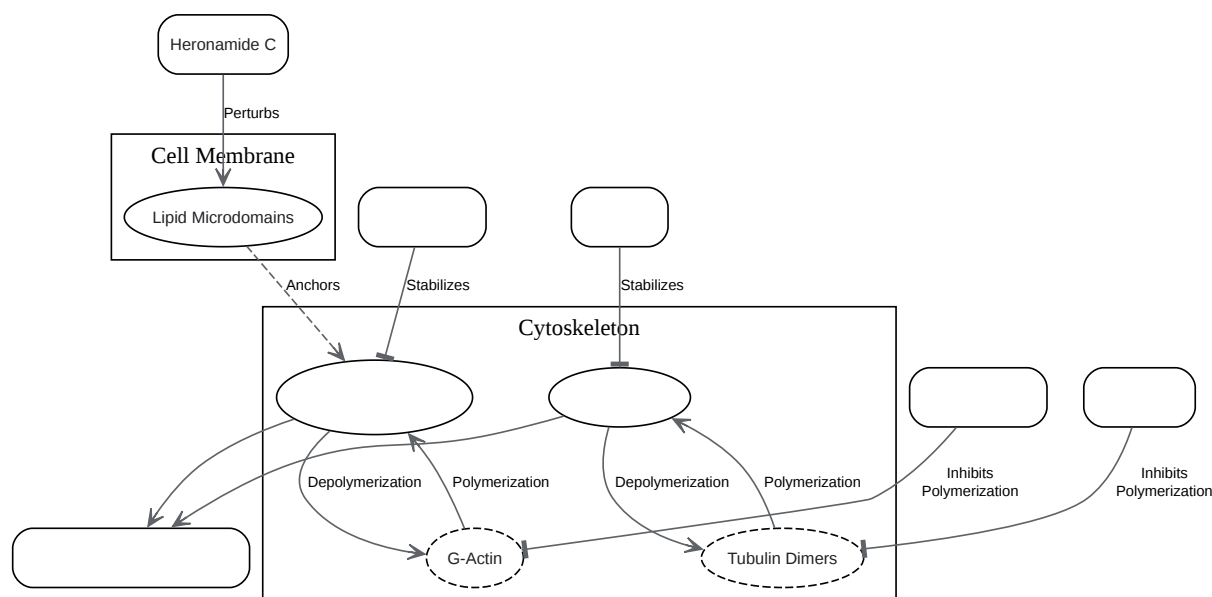 Heronamide C
Perturbs
Cell Membrane
Lipid Microdomains
Anchors
Stabilizes
Stabilizes
Cytoskeleton
Depolymerization
Polymerization
Depolymerization
Polymerization
Inhibits
Polymerization
Inhibits
Polymerization
G-Actin
Tubulin Dimers